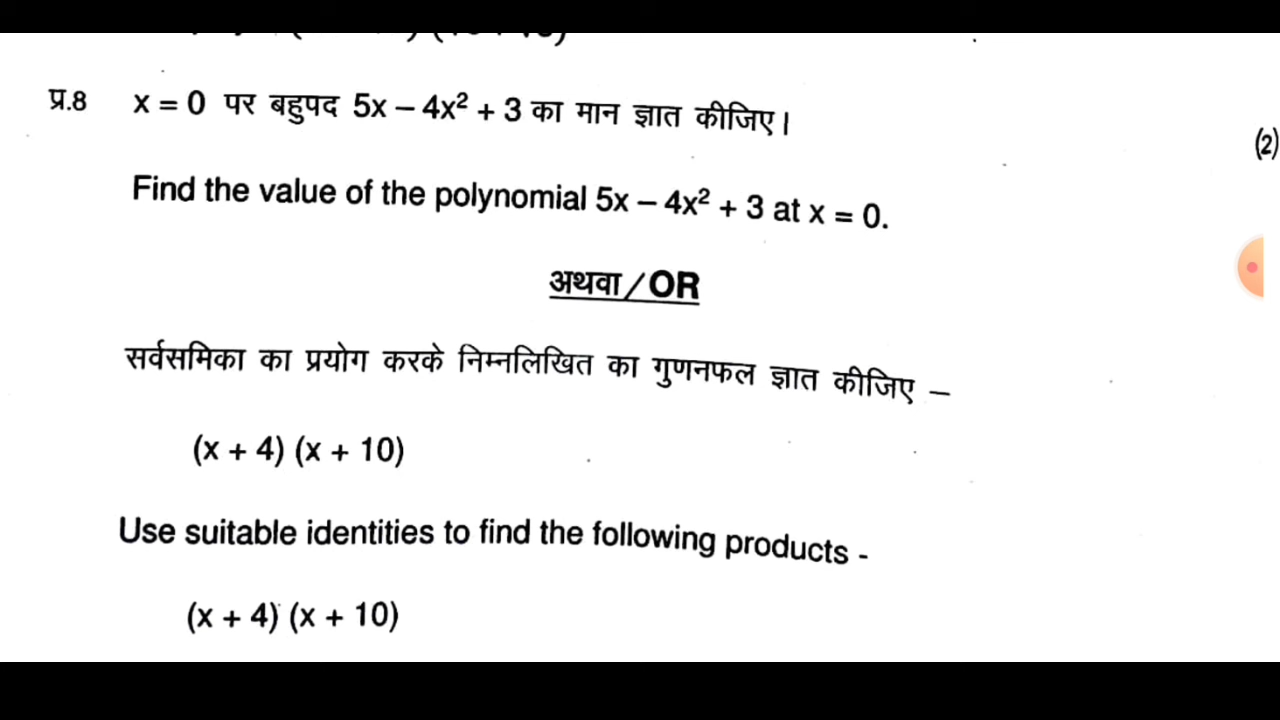 प्र.8 x = 0 पर बहुपद 5x – 4x² + 3 का मान ज्ञात कीजिए।
(2)
Find the value of the polynomial 5x – 4x² + 3 at x = 0.
अथवा/OR
सर्वसमिका का प्रयोग करके निम्नलिखित का गुणनफल ज्ञात कीजिए –
(x + 4) (x + 10)
Use suitable identities to find the following products -
(x + 4) (x + 10)